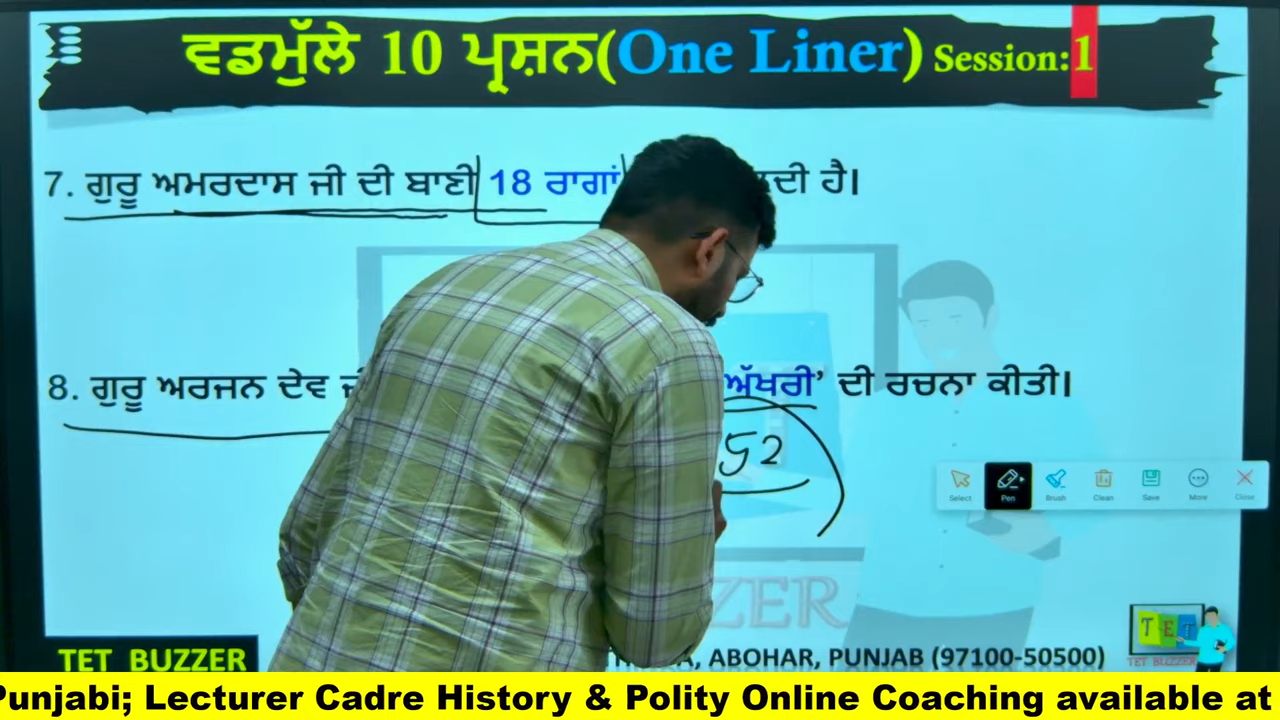 ਵਡਮੁੱਲੇ 10 ਪ੍ਰਸ਼ਨ(One Liner) Session:1
7. ਗੁਰੂ ਅਮਰਦਾਸ ਜੀ ਦੀ ਬਾਣੀ 18 ਰਾਗਾਂ ਹੈ।
8. ਗੁਰੂ ਅਰਜਨ ਦੇਵ ਅੱਖਰੀ’ ਦੀ ਰਚਨਾ ਕੀਤੀ।
52
Select Pen Brush Clean Save More Close
TET
TET BUZZER
TET BUZZER ABOHAR, PUNJAB (97100-50500)
Punjabi; Lecturer Cadre History & Polity Online Coaching available at